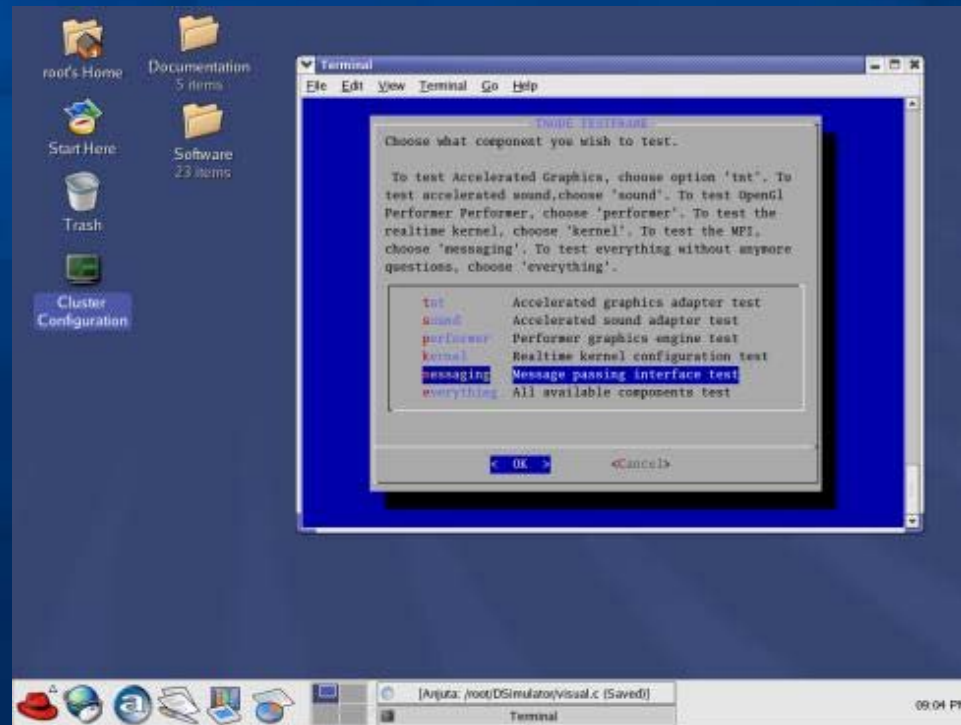 root's Home
Documentation
5 items
Start Here
Software
23 items
Trash
Cluster
Configuration
Terminal
File Edit View Terminal Go Help
TESTFRAME
Choose what component you wish to test.
To test Accelerated Graphics, choose option 'tnt'. To
test accelerated sound,choose 'sound'. To test OpenGl
Performer Performer, choose 'performer'. To test the
realtime kernel, choose 'kernel'. To test the MPI,
choose 'messaging'. To test everything without anymore
questions, choose 'everything'.
tnt Accelerated graphics adapter test
sound Accelerated sound adapter test
performer Performer graphics engine test
kernel Realtime kernel configuration test
messaging Message passing interface test
everything All available components test
< OK > <Cancel>
[Anjuta: /root/DSimulator/visual.c (Saved)]
Terminal
09:04 PM